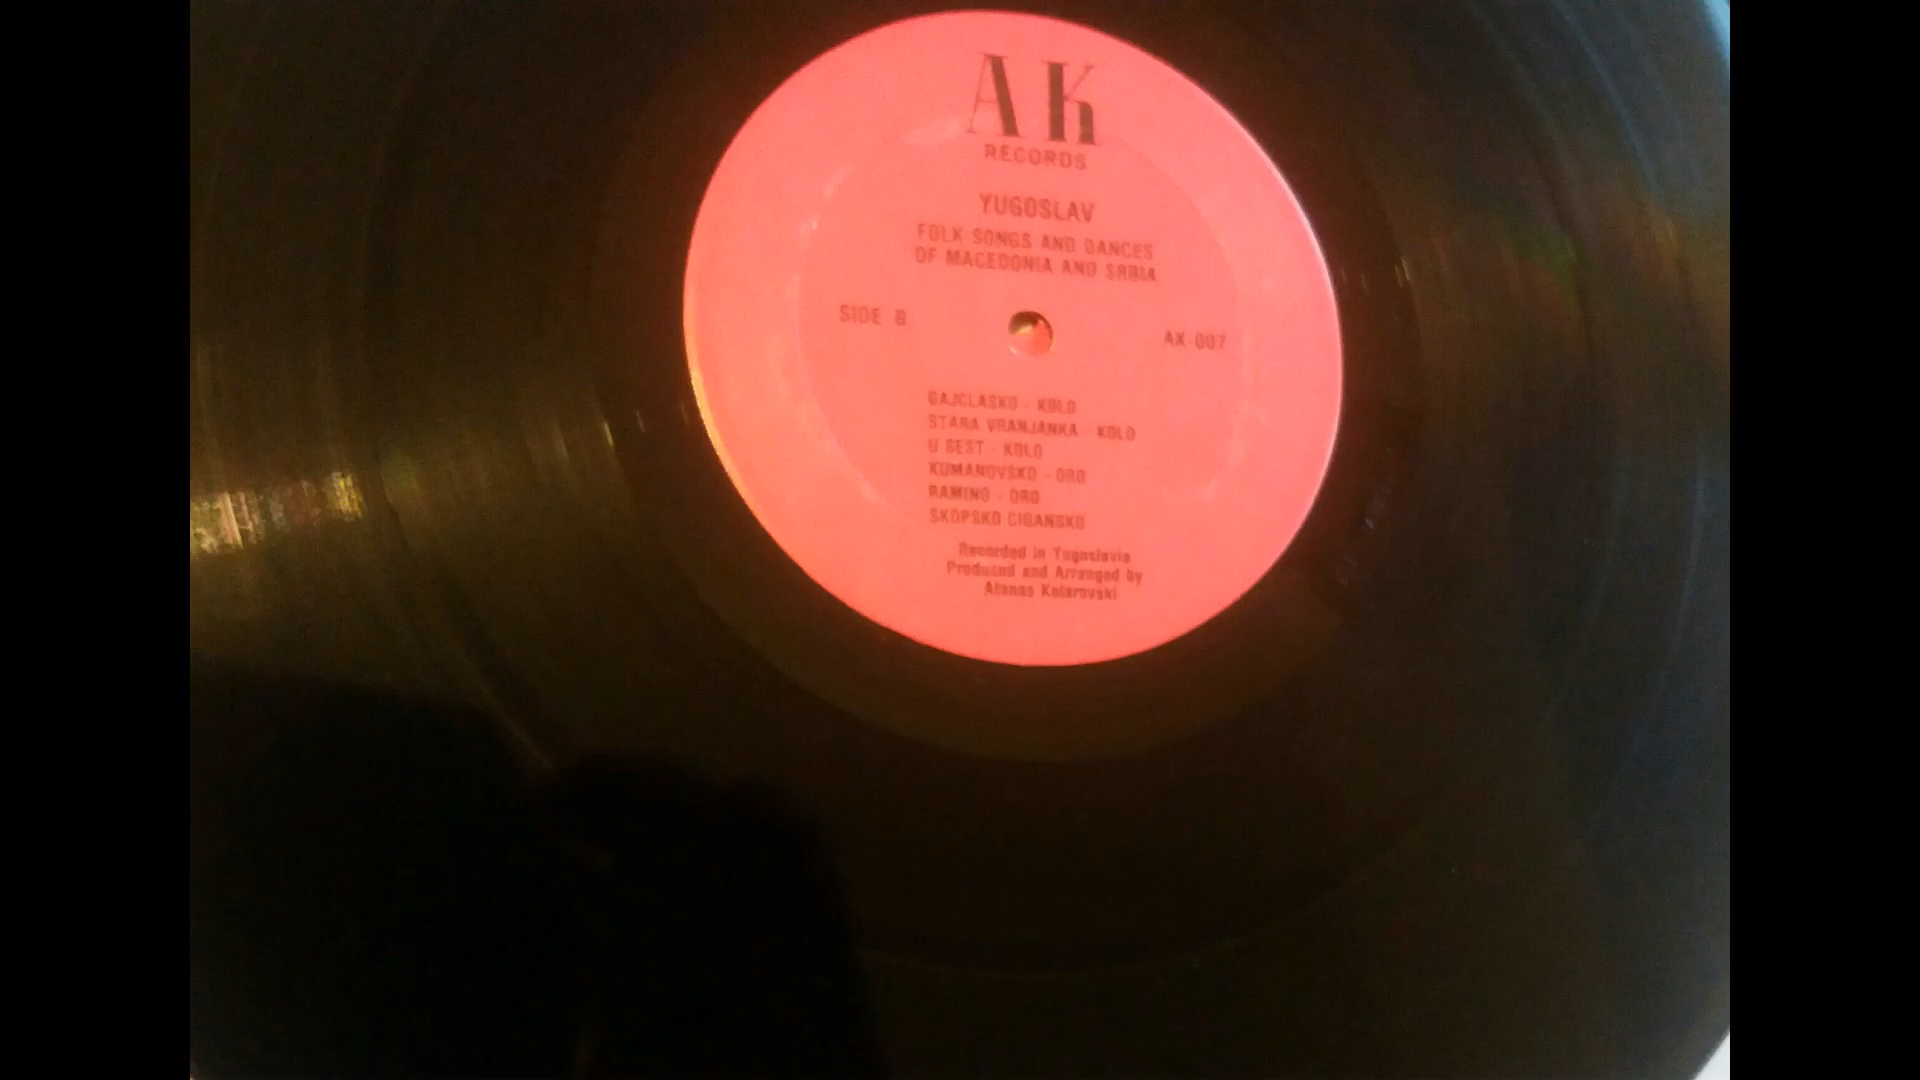 AK
RECORDS
YUGOSLAV
FOLK SONGS AND DANCES
OF MACEDONIA AND SRBIA
SIDE B
AK-007
GAJCLASKO - KOLO
STARA VRANJANKA - KOLO
U SEST - KOLO
KUMANOVSKO - ORO
RAMINO - ORO
SKOPSKO CIGANSKO
Recorded in Yugoslavia
Produced and Arranged by
Atanas Kolarovski